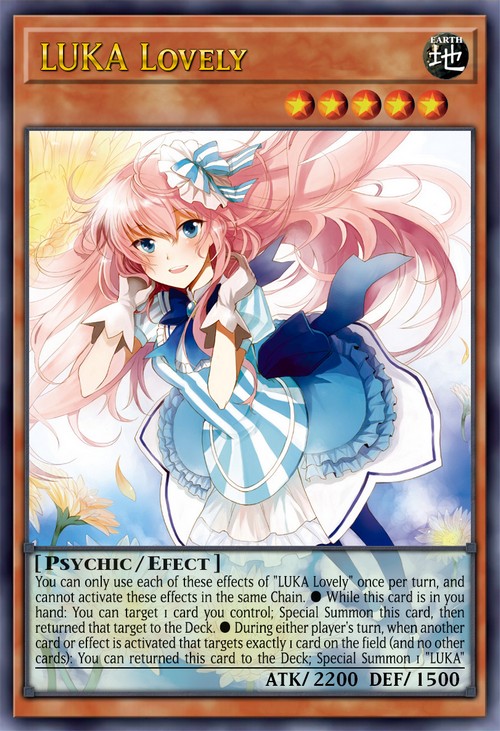 LUKA Lovely
EARTH
地
[ PSYCHIC / EFECT ]
You can only use each of these effects of "LUKA Lovely" once per turn, and
cannot activate these effects in the same Chain. ● While this card is in you
hand: You can target 1 card you control; Special Summon this card, then
returned that target to the Deck. ● During either player's turn, when another
card or effect is activated that targets exactly 1 card on the field (and no other
cards): You can returned this card to the Deck; Special Summon 1 "LUKA"
ATK/ 2200 DEF/ 1500